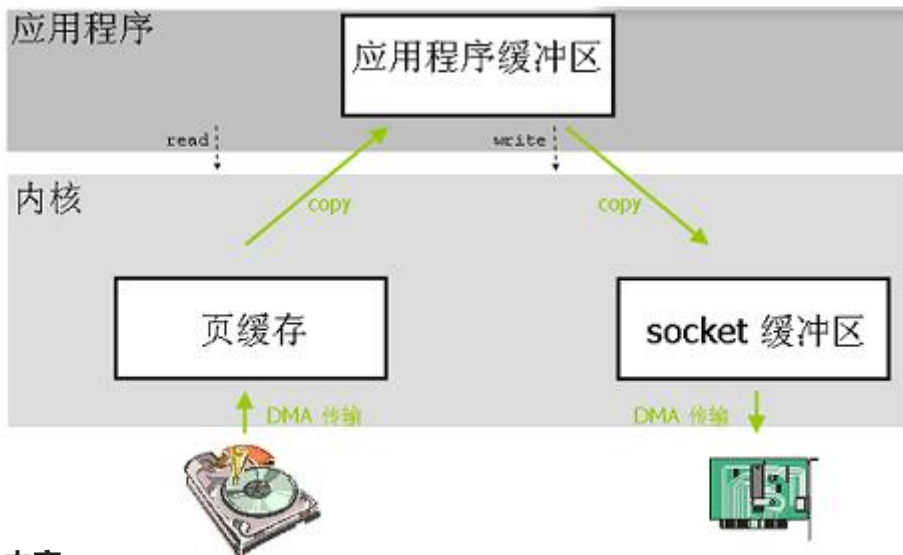 应用程序
应用程序缓冲区
read
write
内核
copy
copy
页缓存
socket 缓冲区
DMA 传输
DMA 传输